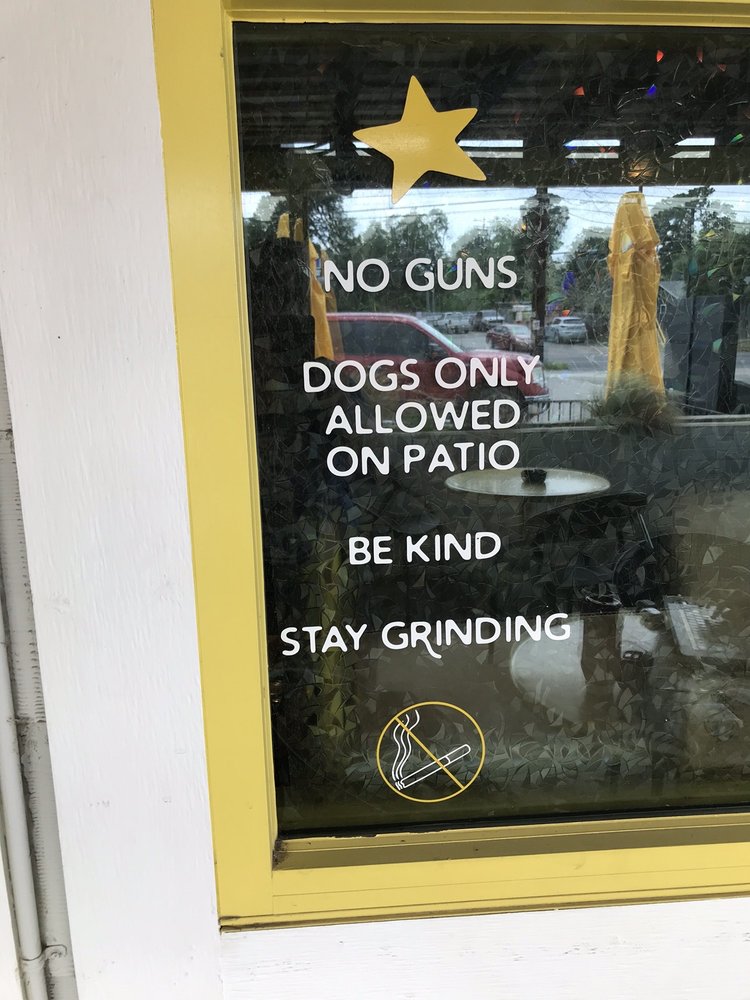 NO GUNS
DOGS ONLY
ALLOWED
ON PATIO
BE KIND
STAY GRINDING